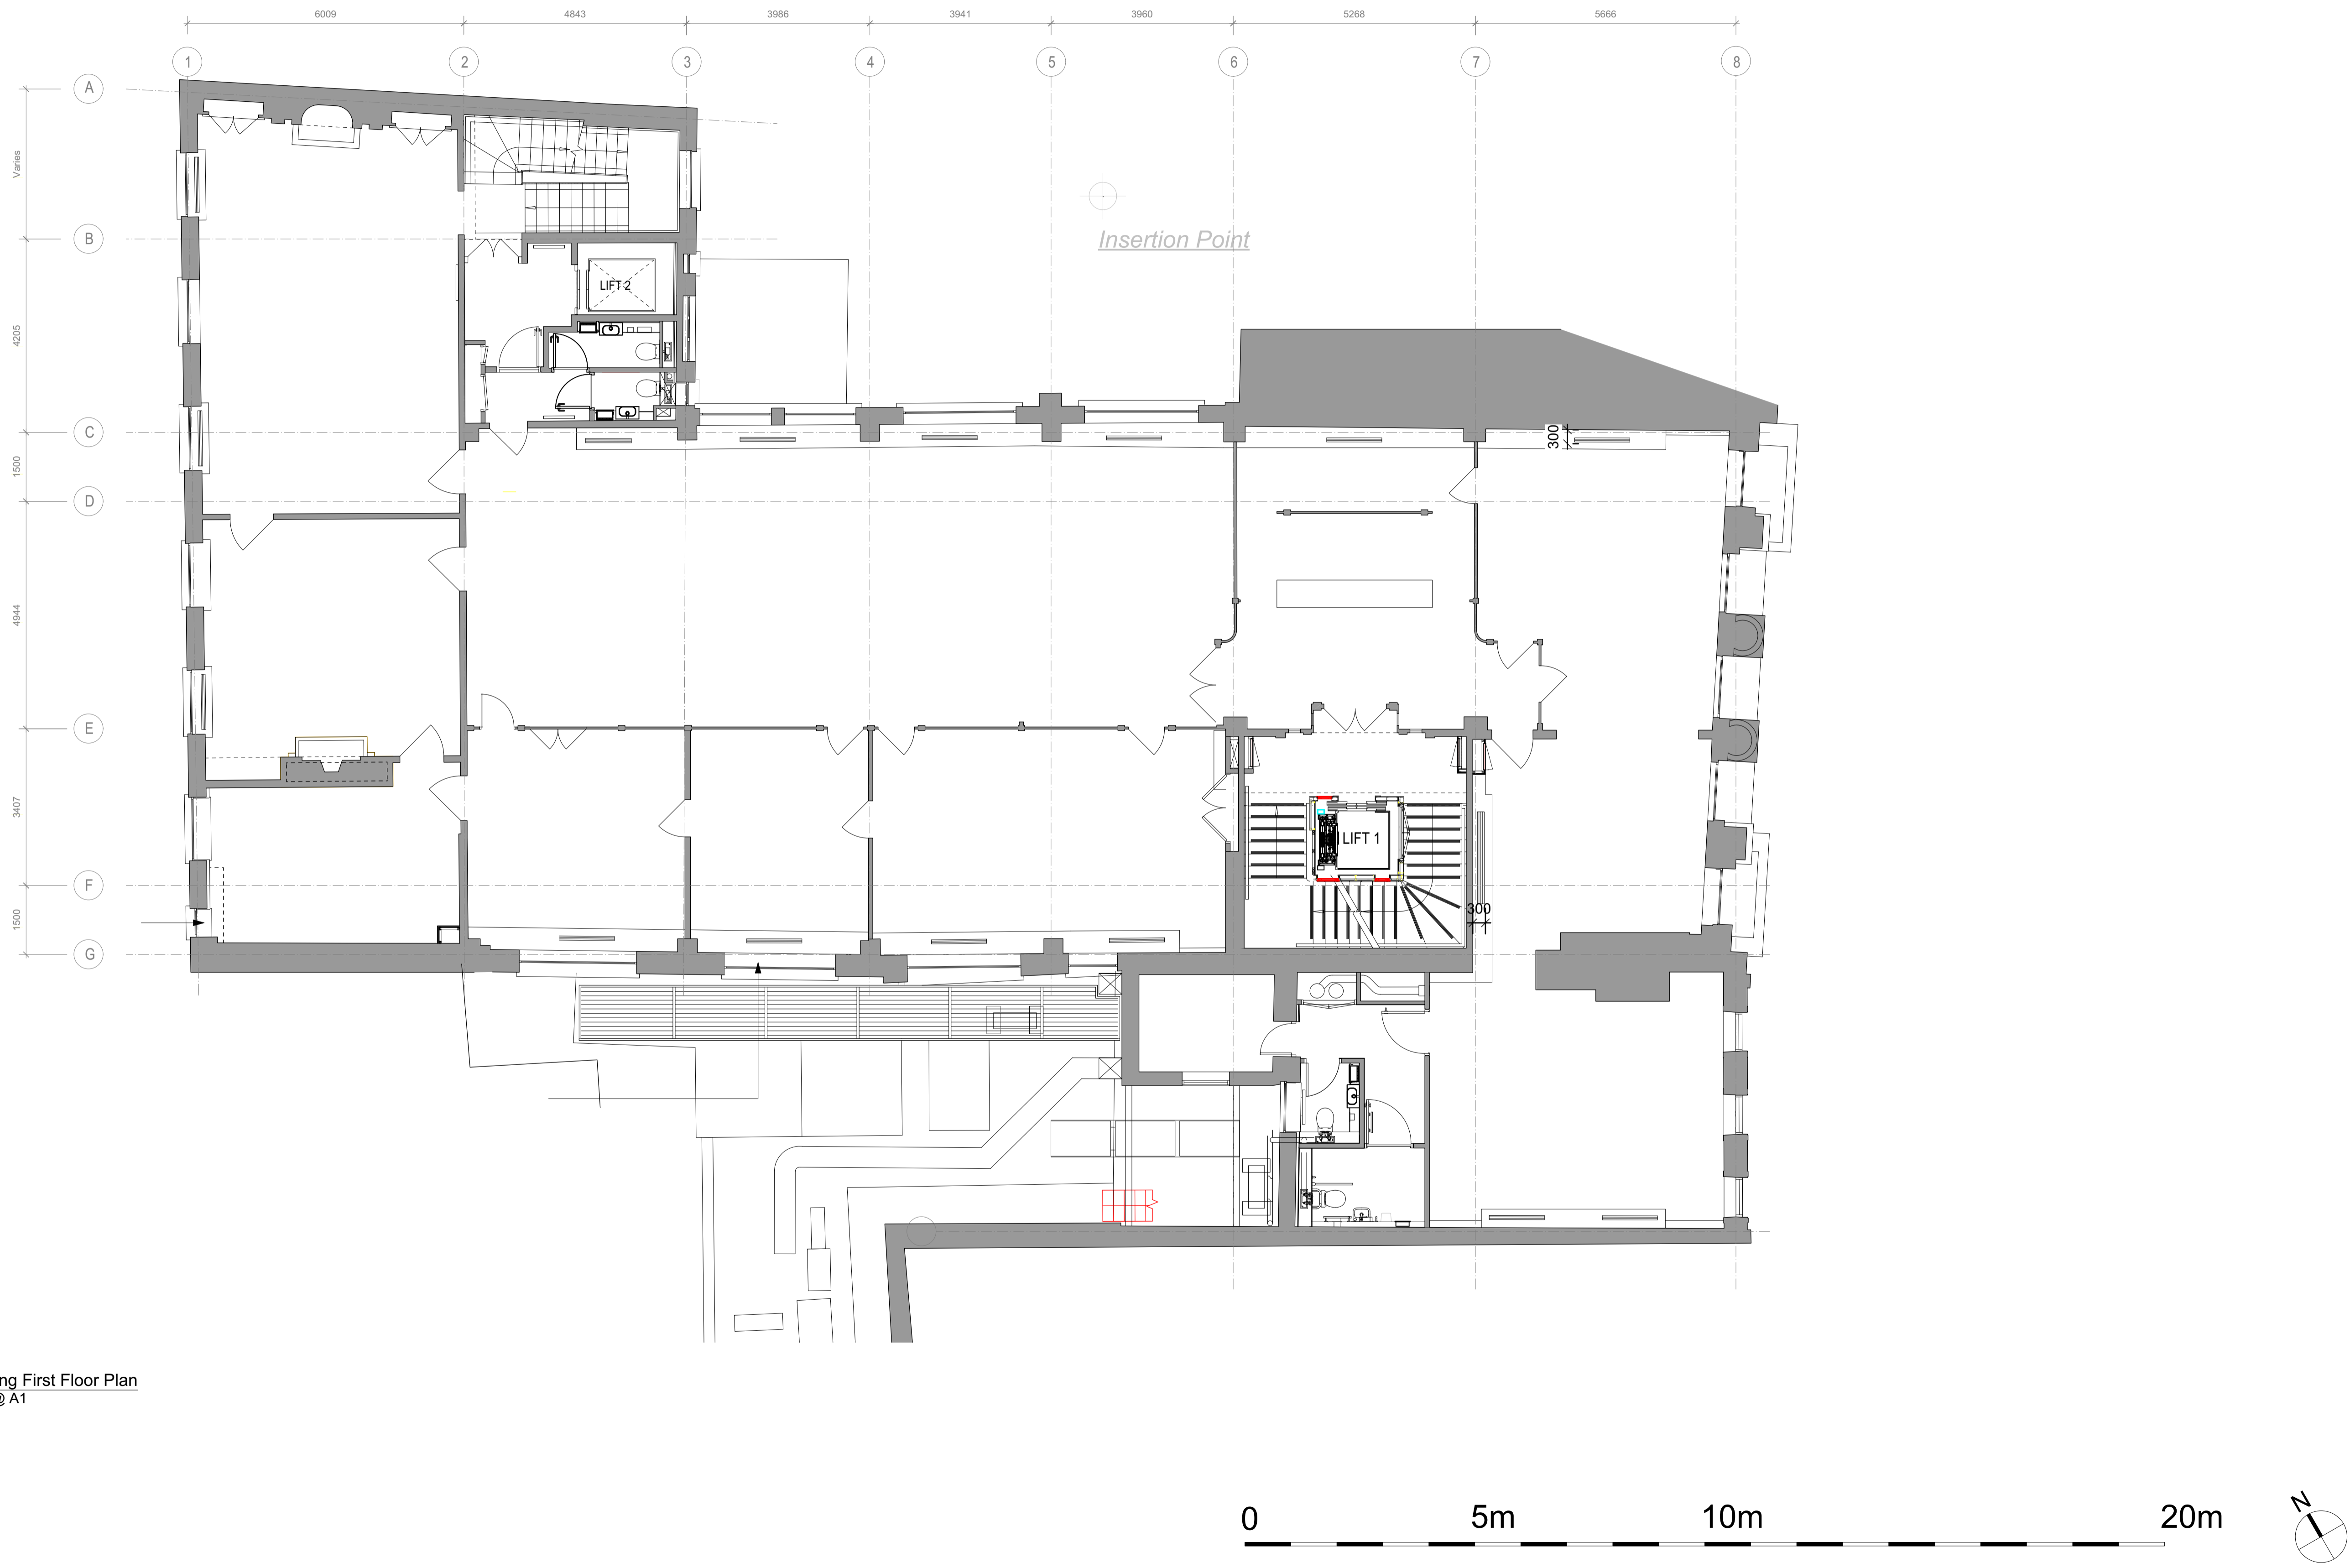 6009 4843 3986 3941 3960 5268 5666
1 2 3 4 5 6 7 8
A
Varies
B
Insertion Point
LIFT 2
4205
C
300
1500
D
4944
E
3407
LIFT 1
F
300
1500
G
ng First Floor Plan
@ A1
0 5m 10m 20m
N